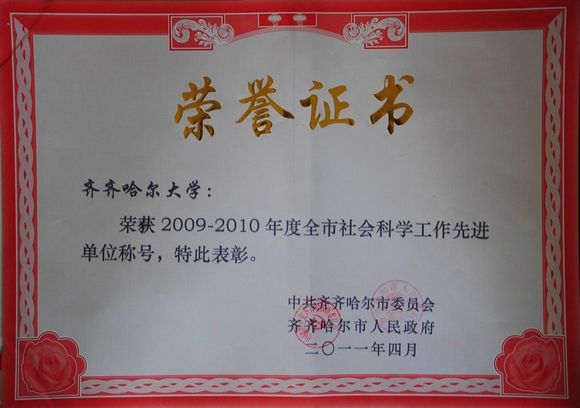 荣誉证书
齐齐哈尔大学：
荣获2009-2010年度全市社会科学工作先进
单位称号，特此表彰。
中共齐齐哈尔市委员会
齐齐哈尔市人民政府
二〇一一年四月